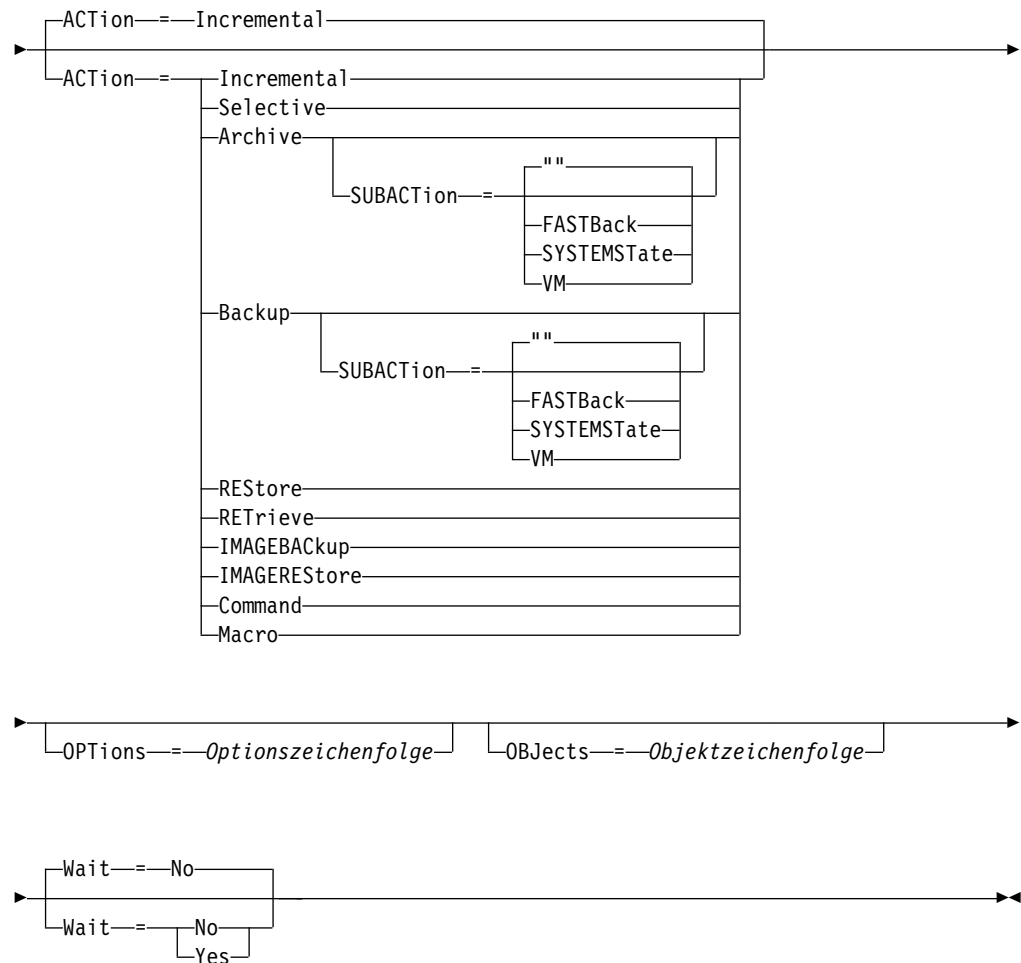 ACTion = Incremental
ACTion = Incremental
Selective
Archive
""
SUBACTion =
FASTBack
SYSTEMSTate
VM
Backup
""
SUBACTion =
FASTBack
SYSTEMSTate
VM
REStore
RETrieve
IMAGEBACkup
IMAGEREStore
Command
Macro
OPTions = Optionszeichenfolge OBJects = Objektzeichenfolge
Wait = No
Wait = No
Yes